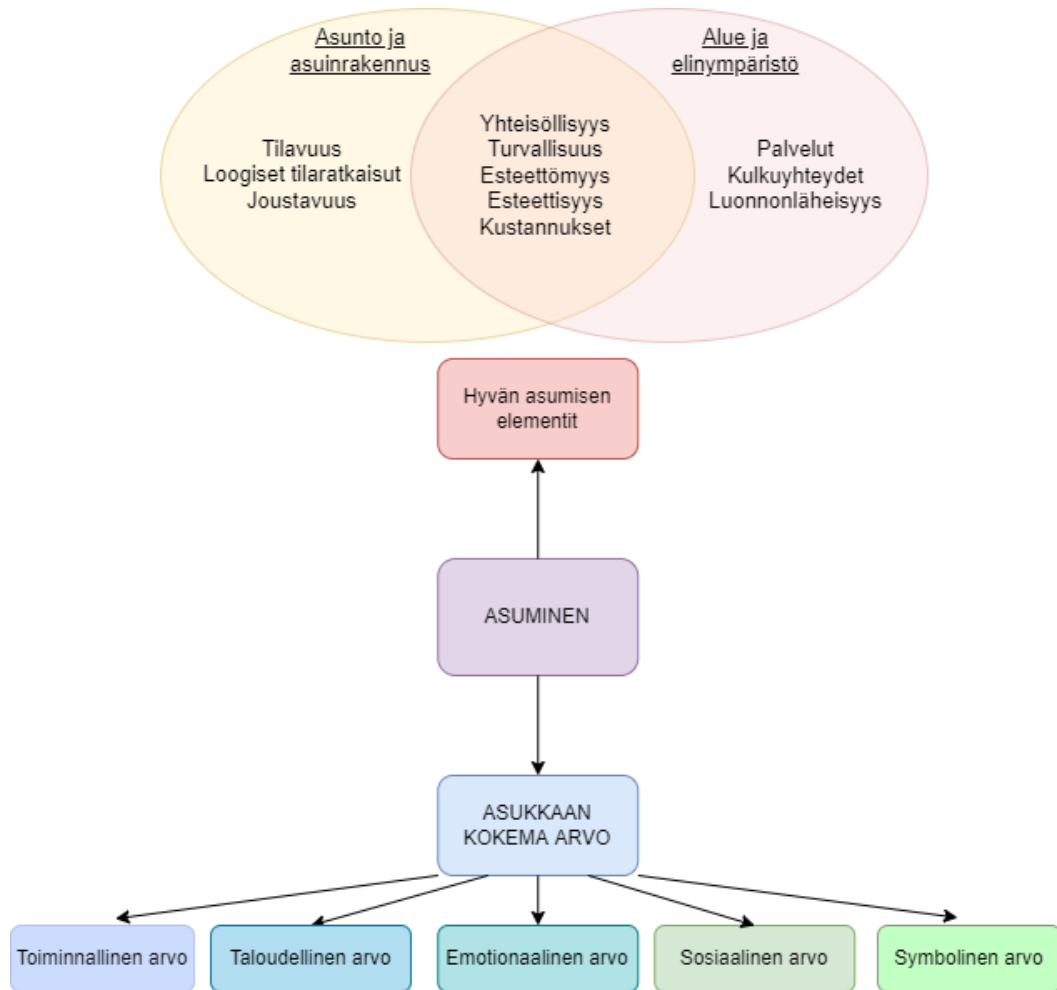 Asunto ja
asuinrakennus
Alue ja
elinympäristö
Tilavuus
Loogiset tilaratkaisut
Joustavuus
Yhteisöllisyys
Turvallisuus
Esteettömyys
Esteettisyys
Kustannukset
Palvelut
Kulkuyhteydet
Luonnonläheisyys
Hyvän asumisen
elementit
ASUMINEN
ASUKKAAN
KOKEMA ARVO
Toiminnallinen arvo
Taloudellinen arvo
Emotionaalinen arvo
Sosiaalinen arvo
Symbolinen arvo